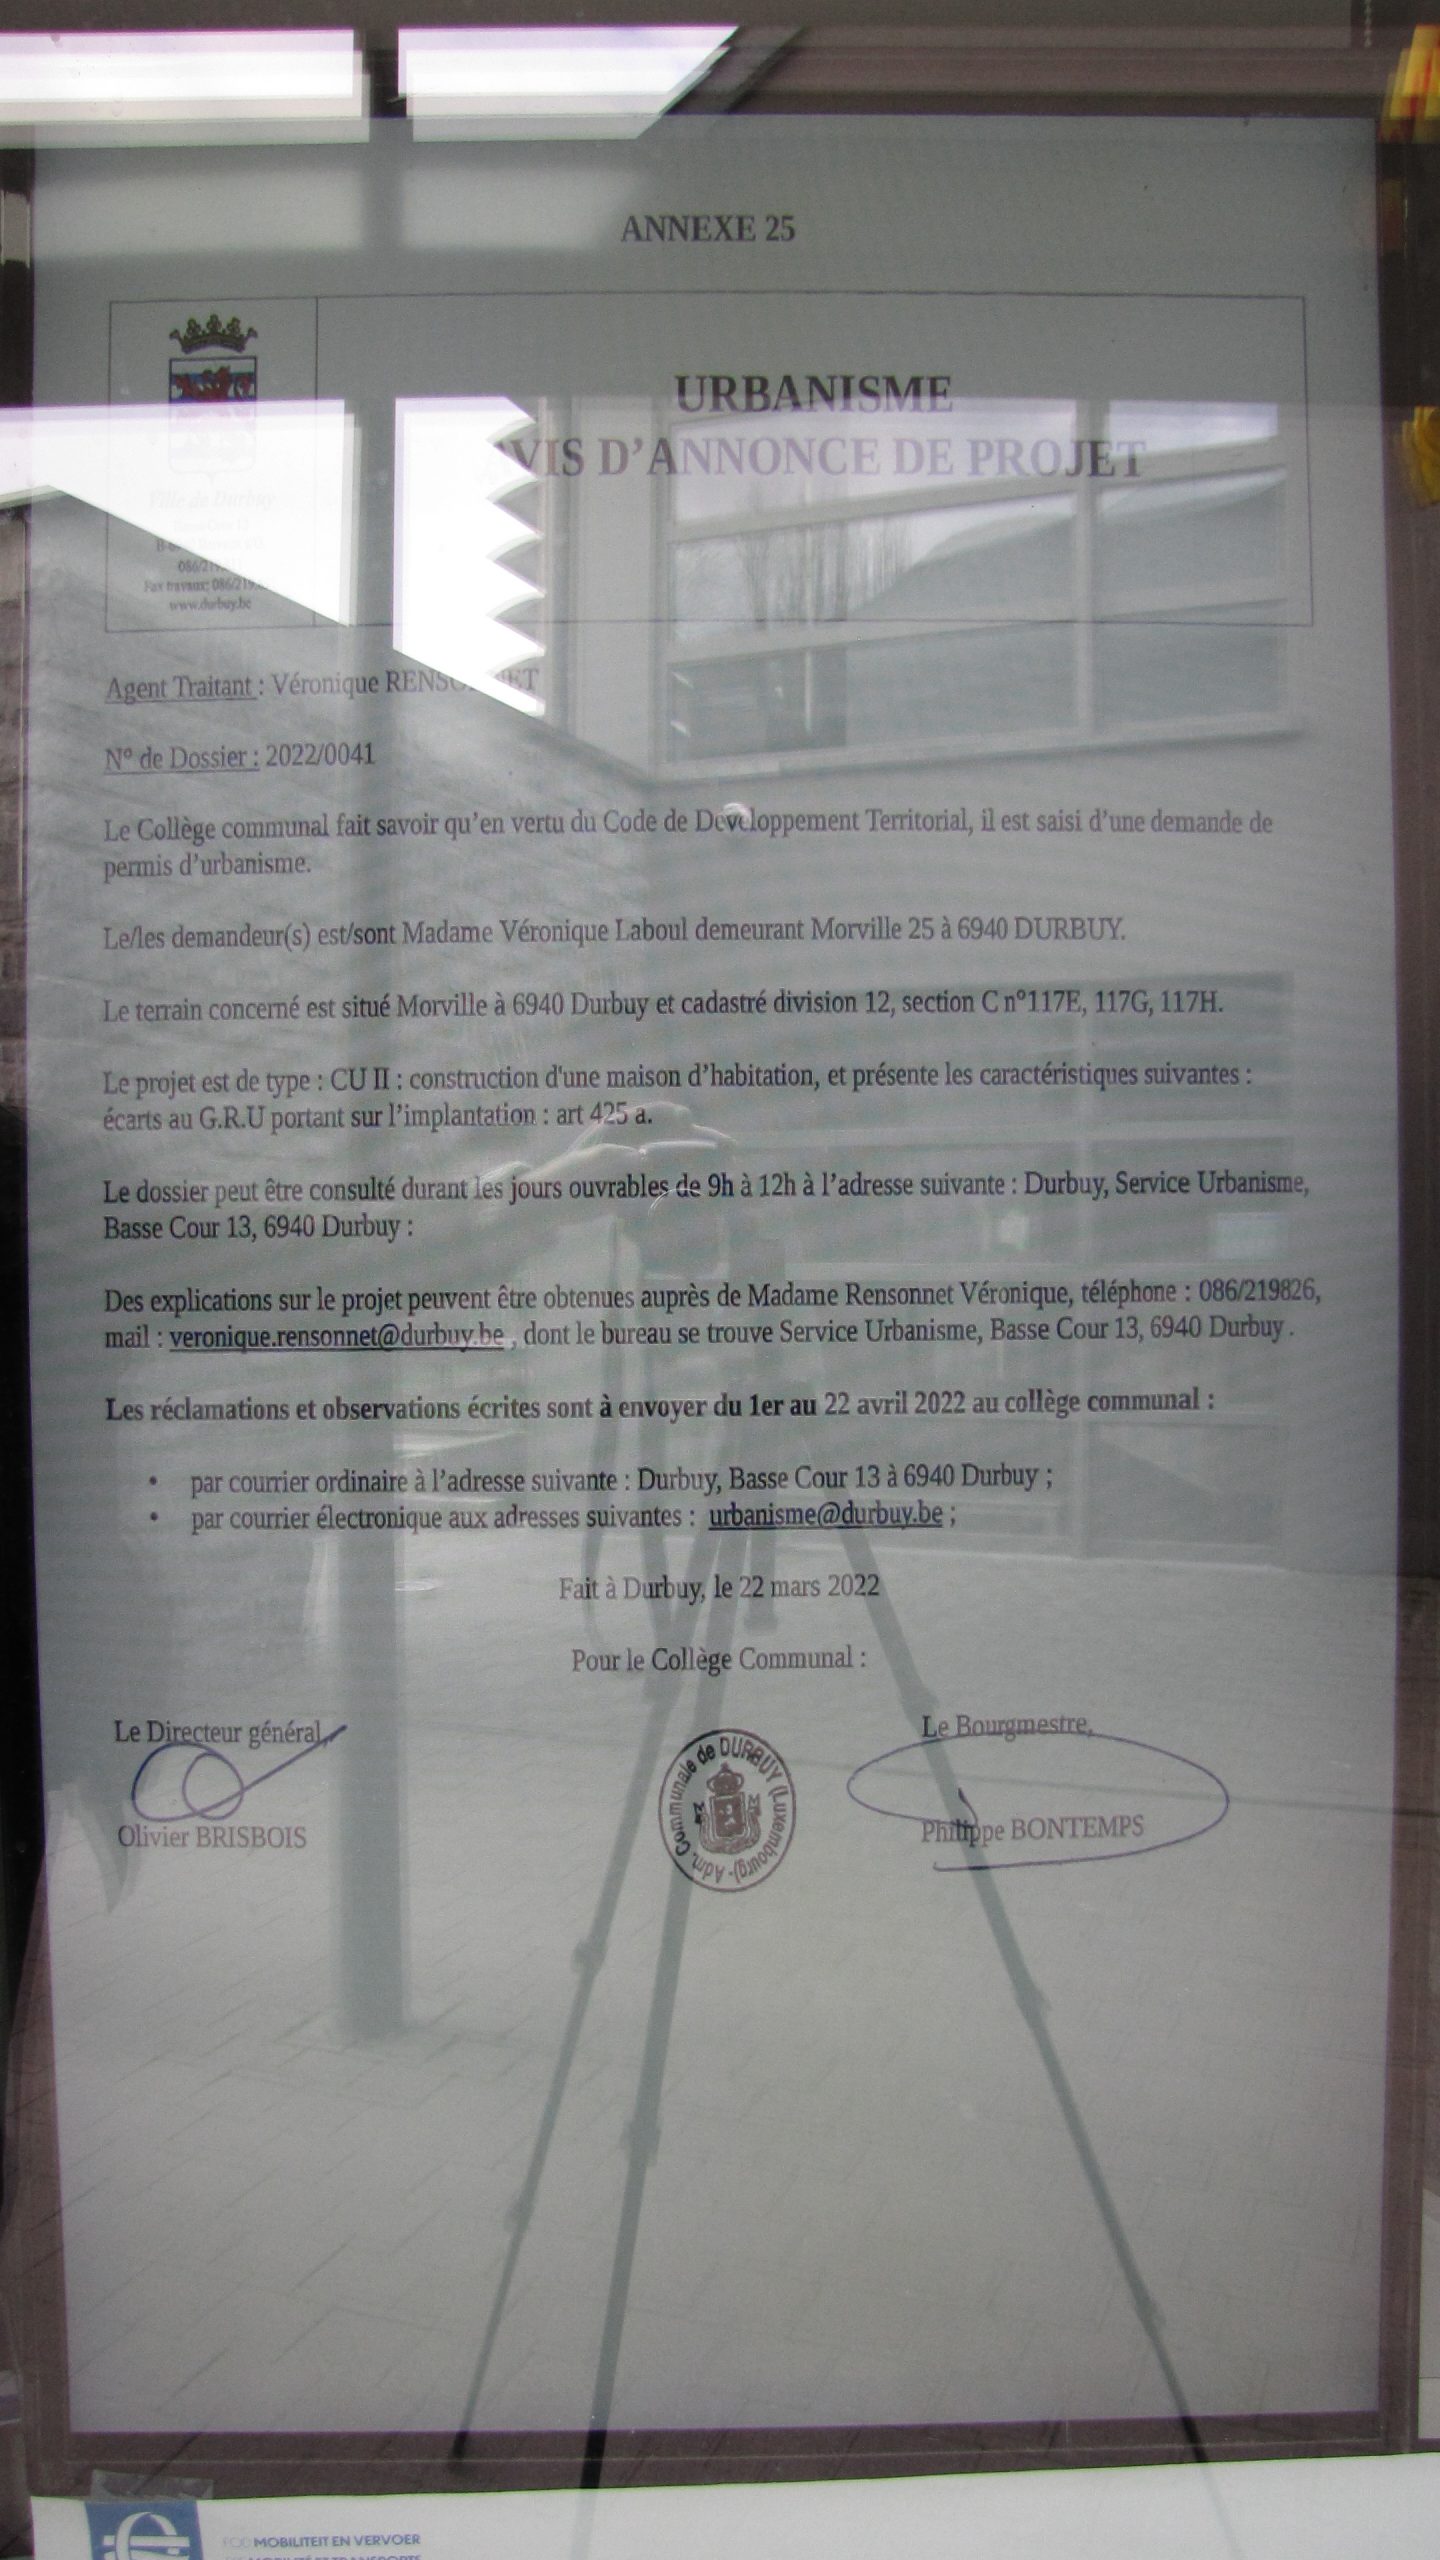 ANNEXE 25
URBANISME
VIS D’ANNONCE DE PROJET
Ville de Durbuy
Fax travaux: 086/219.
www.durbuy.be
Agent Traitant : Véronique
N° de Dossier : 2022/0041
Le Collège communal fait savoir qu’en vertu du Code de Développement Territorial, il est saisi d’une demande de
permis d’urbanisme.
Le/les demandeur(s) est/sont Madame Véronique Laboul demeurant Morville 25 à 6940 DURBUY.
Le terrain concerné est situé Morville à 6940 Durbuy et cadastré division 12, section C n°117E, 117G, 117H.
Le projet est de type : CU II : construction d'une maison d’habitation, et présente les caractéristiques suivantes :
écarts au G.R.U portant sur l’implantation : art 425 a.
Le dossier peut être consulté durant les jours ouvrables de 9h à 12h à l’adresse suivante : Durbuy, Service Urbanisme,
Basse Cour 13, 6940 Durbuy :
Des explications sur le projet peuvent être obtenues auprès de Madame Rensonnet Véronique, téléphone : 086/219826,
mail : veronique.rensonnet@durbuy.be , dont le bureau se trouve Service Urbanisme, Basse Cour 13, 6940 Durbuy .
Les réclamations et observations écrites sont à envoyer du 1er au 22 avril 2022 au collège communal :
• par courrier ordinaire à l’adresse suivante : Durbuy, Basse Cour 13 à 6940 Durbuy ;
• par courrier électronique aux adresses suivantes : urbanisme@durbuy.be ;
Fait à Durbuy, le 22 mars 2022
Pour le Collège Communal :
Le Directeur général,
Le Bourgmestre,
Adm. Communale de DURBUY (Luxembourg)-
Olivier BRISBOIS
Philippe BONTEMPS
FOD MOBILITEIT EN VERVOER